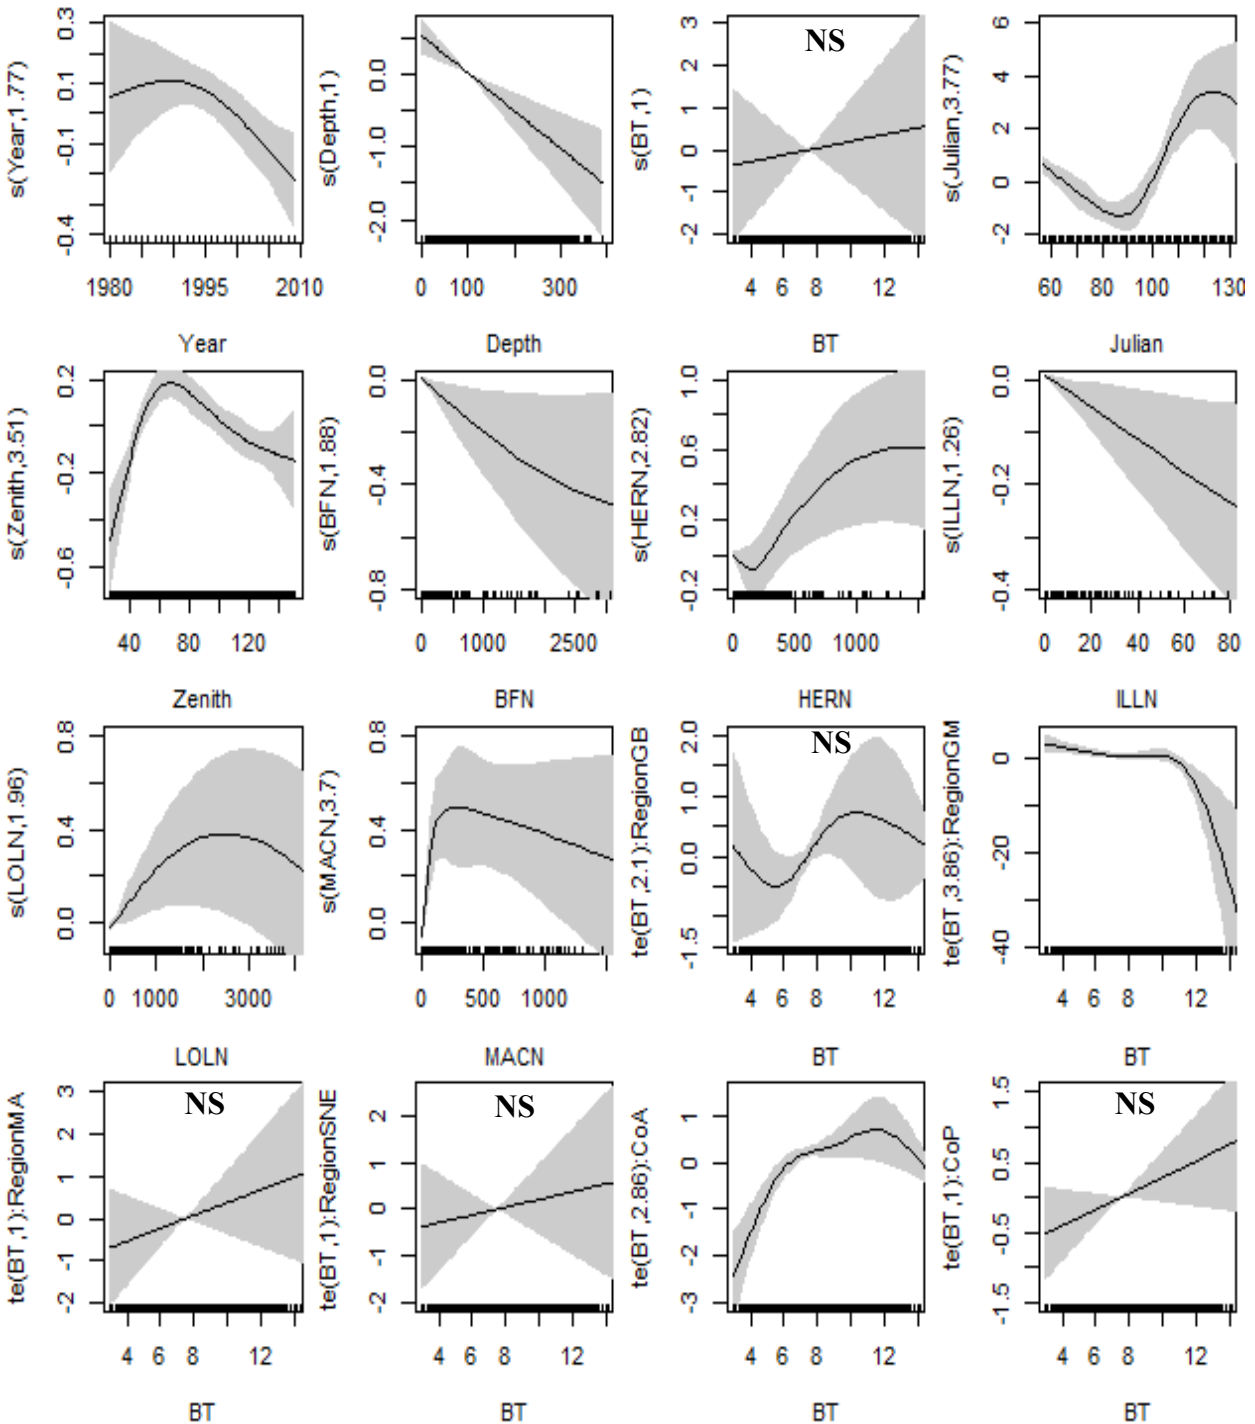 s(Year,1.77)
0.3
0.1
-0.1
-0.4
1980 1995 2010
Year
s(Depth,1)
0.0
-1.0
-2.0
0 100 300
Depth
s(BT,1)
NS
3
2
1
0
-1
-2
4 6 8 12
BT
s(Julian,3.77)
6
4
2
0
-2
60 80 100 130
Julian
s(Zenith,3.51)
0.2
-0.2
-0.6
40 80 120
Zenith
s(BFN,1.88)
0.0
-0.4
-0.8
0 1000 2500
BFN
s(HERN,2.82)
1.0
0.6
0.2
-0.2
0 500 1000
HERN
s(ILLN,1.26)
0.0
-0.2
-0.4
0 20 40 60 80
ILLN
s(LOLN,1.96)
0.8
0.4
0.0
0 1000 3000
LOLN
s(MACN,3.7)
0.8
0.4
0.0
0 500 1000
MACN
te(BT,2.1):RegionGB
NS
2.0
1.0
0.0
-1.5
4 6 8 12
BT
te(BT,3.86):RegionGM
0
-20
-40
4 6 8 12
BT
te(BT,1):RegionMA
NS
3
2
1
0
-1
-2
4 6 8 12
BT
te(BT,1):RegionSNE
NS
2
1
0
-1
-2
4 6 8 12
BT
te(BT,2.86):CoA
1
0
-1
-2
-3
4 6 8 12
BT
te(BT,1):CoP
NS
1.5
0.5
-0.5
-1.5
4 6 8 12
BT